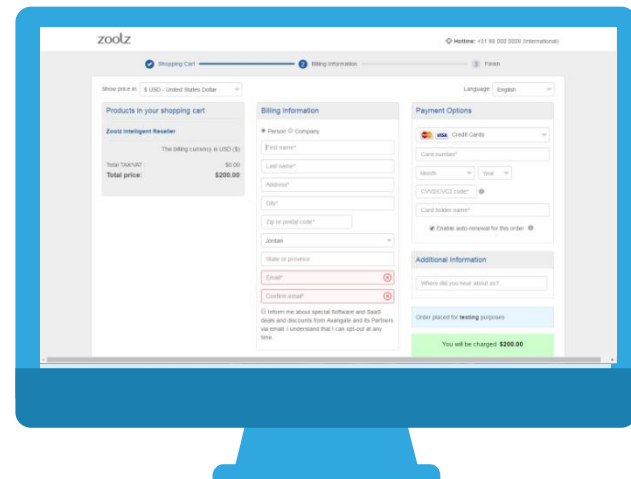 zoolz
Hotline: +31 88 000 0008 (International)
Shopping Cart
2 Billing Information
3 Finish
Show price in $ USD - United States Dollar
Language English
Products in your shopping cart
Zoolz Intelligent Reseller
The billing currency is USD ($)
Total TAX/VAT : $0.00
Total price: $200.00
Billing Information
Person Company
First name*
Last name*
Address*
City*
Zip or postal code*
Jordan
State or province
Email*
Confirm email*
Inform me about special Software and SaaS
deals and discounts from Avangate and its Partners
via email. I understand that I can opt-out at any
time.
Payment Options
VISA Credit Cards
Card number*
Month Year
CVV2/CVC2 code*
Card holder name*
Enable auto-renewal for this order
Additional Information
Where did you hear about us?
Order placed for testing purposes
You will be charged $200.00